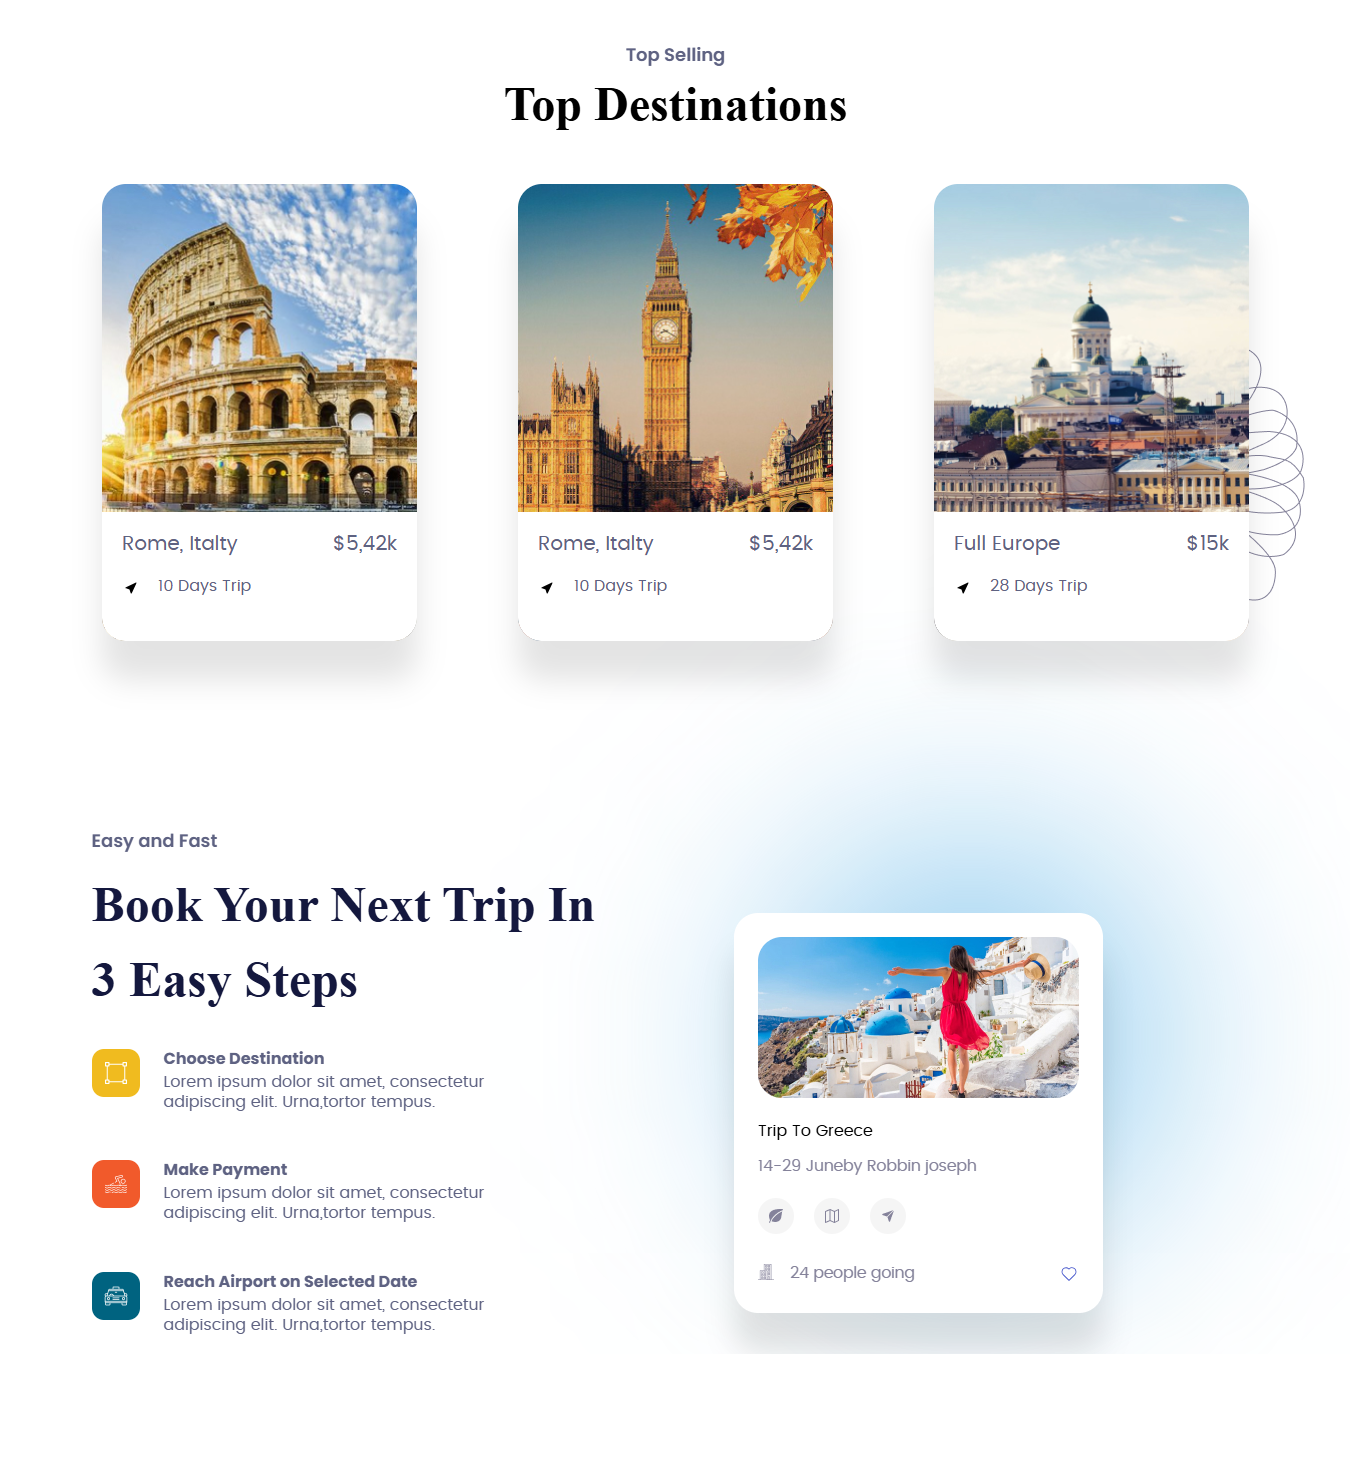 Top Selling
Top Destinations
Rome, Italty $5,42k
10 Days Trip
Rome, Italty $5,42k
10 Days Trip
Full Europe $15k
28 Days Trip
Easy and Fast
Book Your Next Trip In
3 Easy Steps
Choose Destination
Lorem ipsum dolor sit amet, consectetur
adipiscing elit. Urna,tortor tempus.
Make Payment
Lorem ipsum dolor sit amet, consectetur
adipiscing elit. Urna,tortor tempus.
Reach Airport on Selected Date
Lorem ipsum dolor sit amet, consectetur
adipiscing elit. Urna,tortor tempus.
Trip To Greece
14-29 Juneby Robbin joseph
24 people going